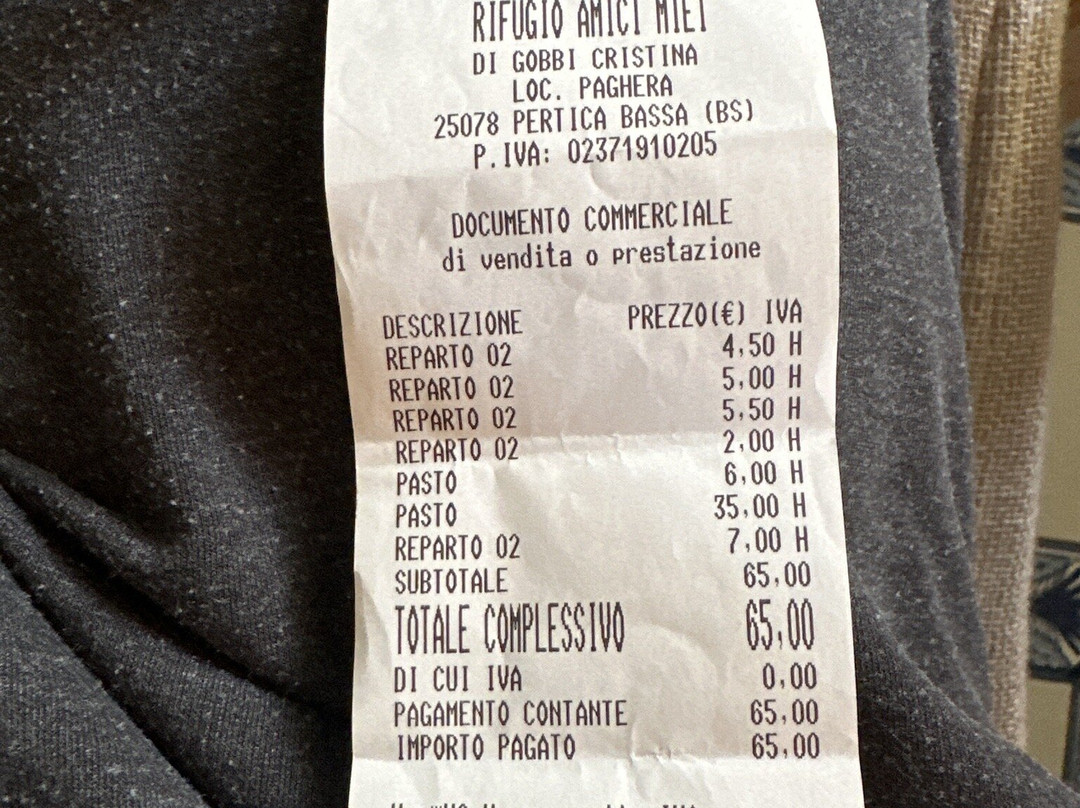 RIFUGIO AMICI MIEI
DI GOBBI CRISTINA
LOC. PAGHERA
25078 PERTICA BASSA (BS)
P.IVA: 02371910205
DOCUMENTO COMMERCIALE
di vendita o prestazione
DESCRIZIONE PREZZO(€) IVA
REPARTO 02 4,50 H
REPARTO 02 5,00 H
REPARTO 02 5,50 H
REPARTO 02 2,00 H
PASTO 6,00 H
PASTO 35,00 H
REPARTO 02 7,00 H
SUBTOTALE 65,00
TOTALE COMPLESSIVO 65,00
DI CUI IVA 0,00
PAGAMENTO CONTANTE 65,00
IMPORTO PAGATO 65,00